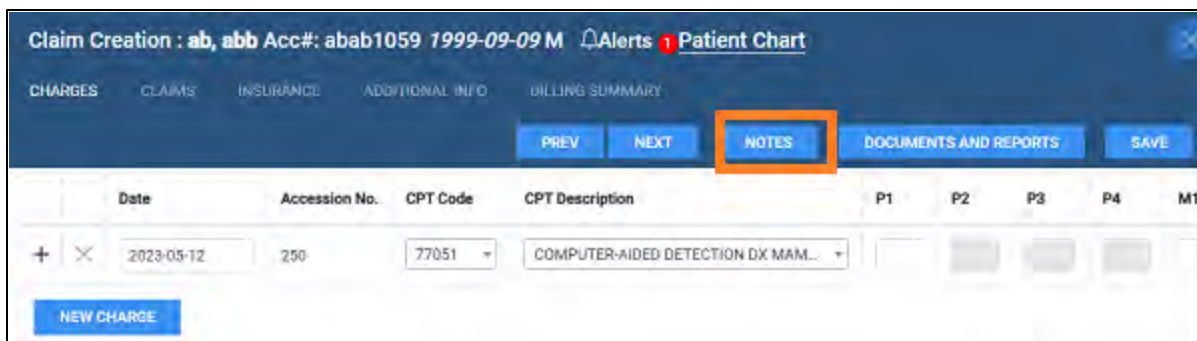 Claim Creation : ab, abb Acc#: abab1059 1999-09-09 M Alerts 1 Patient Chart
CHARGES CLAIMS INSURANCE ADDITIONAL INFO BILLING SUMMARY
PREV NEXT NOTES DOCUMENTS AND REPORTS SAVE
Date Accession No. CPT Code CPT Description P1 P2 P3 P4 M1
2023-05-12 250 77051 COMPUTER-AIDED DETECTION DX MAM...
NEW CHARGE